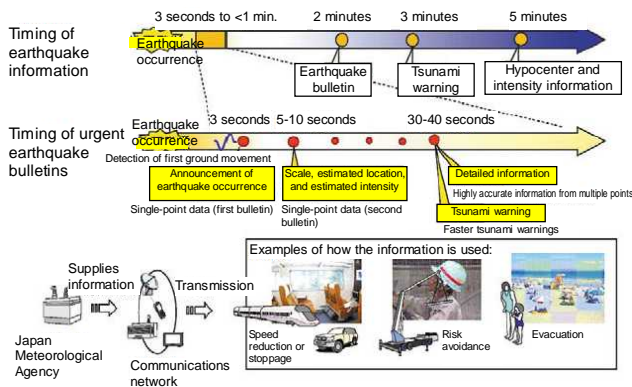 3 seconds to <1 min.
2 minutes
3 minutes
5 minutes
Timing of
earthquake
information
Earthquake
occurrence
Earthquake
bulletin
Tsunami
warning
Hypocenter and
intensity information
Timing of urgent
earthquake
bulletins
Earthquake
occurrence
3 seconds
5-10 seconds
30-40 seconds
Detection of first ground movement
Announcement of
earthquake occurrence
Single-point data (first bulletin)
Scale, estimated location,
and estimated intensity
Single-point data (second
bulletin)
Detailed information
Highly accurate information from multiple points
Tsunami warning
Faster tsunami warnings
Examples of how the information is used:
Supplies
information
Transmission
Japan
Meteorological
Agency
Communications
network
Speed
reduction or
stoppage
Risk
avoidance
Evacuation